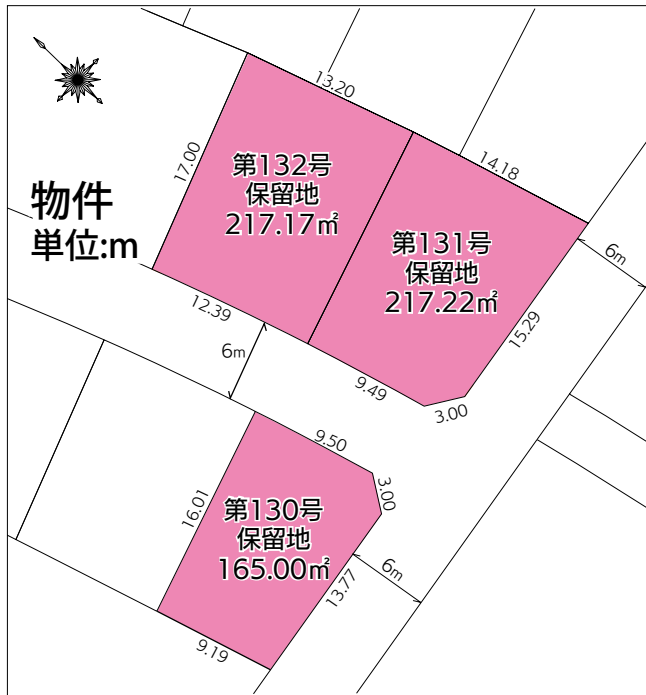 13.20
17.00
14.18
第132号
保留地
217.17㎡
物件
単位:m
第131号
保留地
217.22㎡
6m
12.39
15.29
6m
9.49
3.00
9.50
3.00
16.01
第130号
保留地
165.00㎡
6m
13.77
9.19